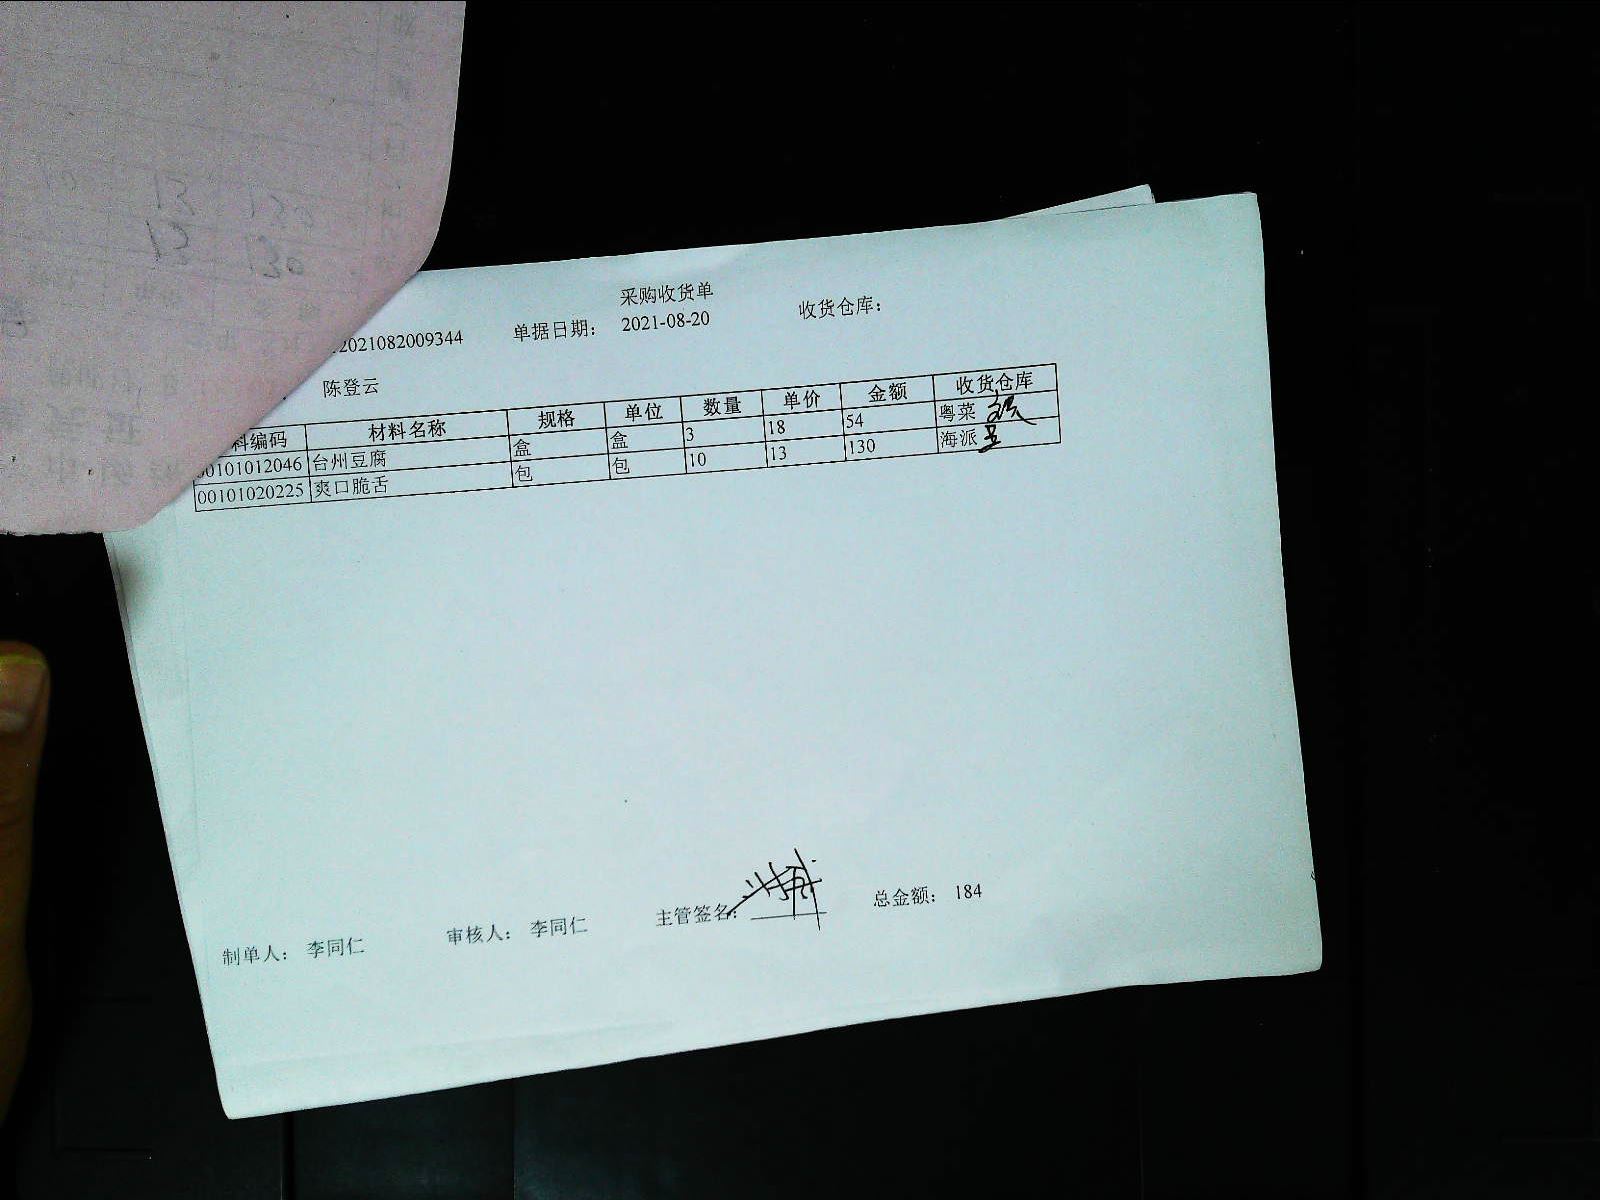 采购收货单
2021082009344 单据日期： 2021-08-20 收货仓库：
陈登云
料编码 材料名称 规格 单位 数量 单价 金额 收货仓库
00101012046 台州豆腐 盒 盒 3 18 54 粤菜
00101020225 爽口脆舌 包 包 10 13 130 海派
制单人： 李同仁 审核人： 李同仁 主管签名： 总金额： 184
13
13 130